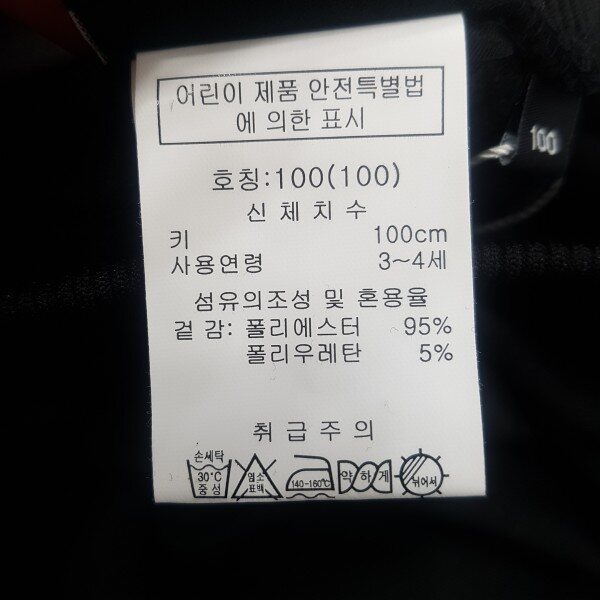 어린이 제품 안전특별법
에 의한 표시
호칭:100(100)
신체치수
키 100cm
사용연령 3~4세
섬유의조성 및 혼용율
겉 감: 폴리에스터 95%
폴리우레탄 5%
취급주의
손세탁
30℃
중성
염소
표백
140~160℃
약하게
뉘어서
100